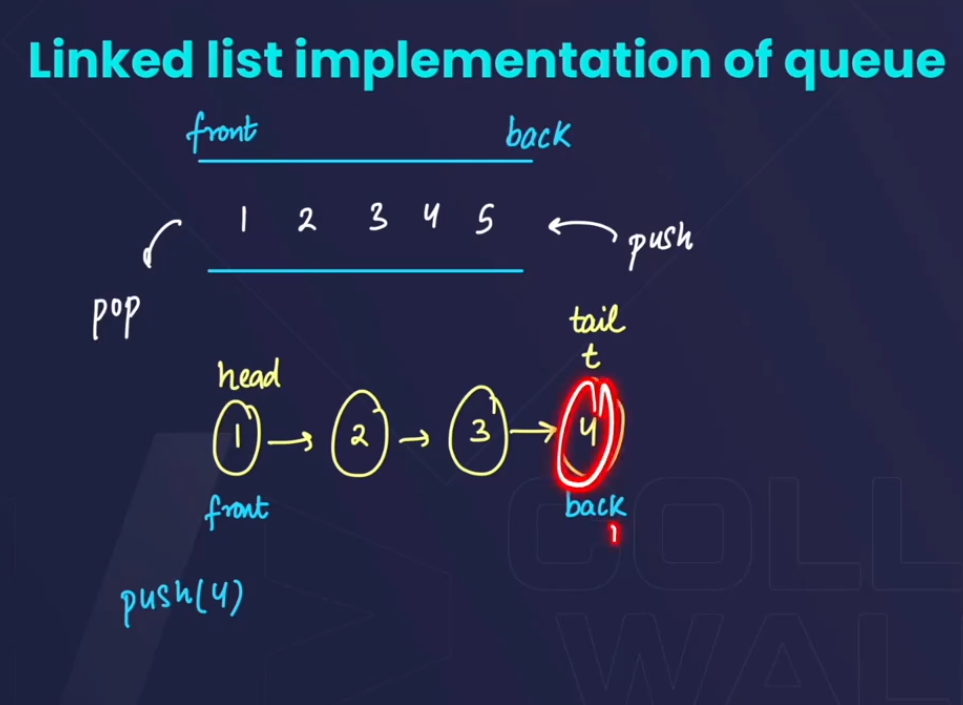 Linked list implementation of queue
front back
1 2 3 4 5
push
pop
tail
t
head
1 2 3 4
front back
push(4)
COLL
WAL